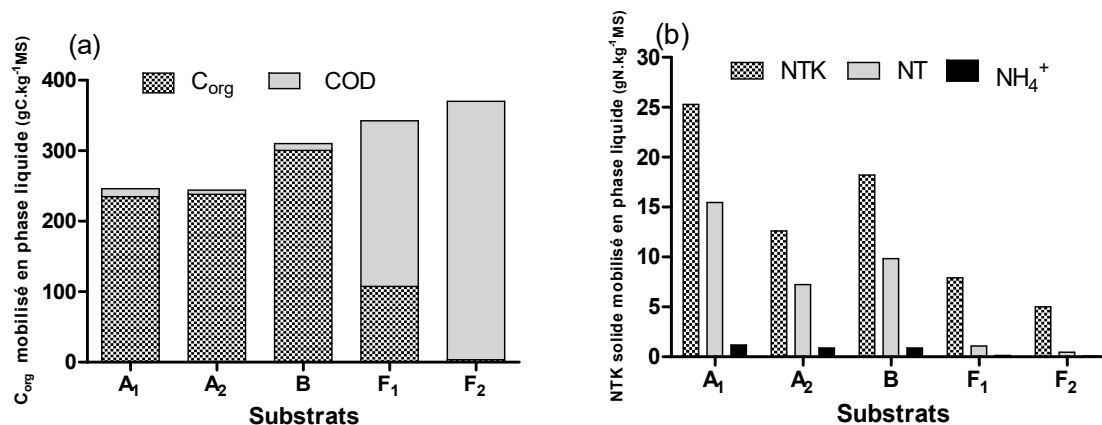 (a)
C_org COD
C_org mobilisé en phase liquide (gC.kg⁻¹MS)
400
300
200
100
0
A₁ A₂ B F₁ F₂
Substrats
(b)
NTK NT NH₄⁺
NTK solide mobilisé en phase liquide (gN.kg⁻¹MS)
30
25
20
15
10
5
0
A₁ A₂ B F₁ F₂
Substrats